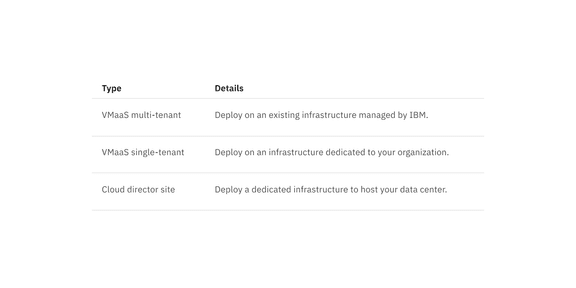 Type Details
VMaaS multi-tenant Deploy on an existing infrastructure managed by IBM.
VMaaS single-tenant Deploy on an infrastructure dedicated to your organization.
Cloud director site Deploy a dedicated infrastructure to host your data center.